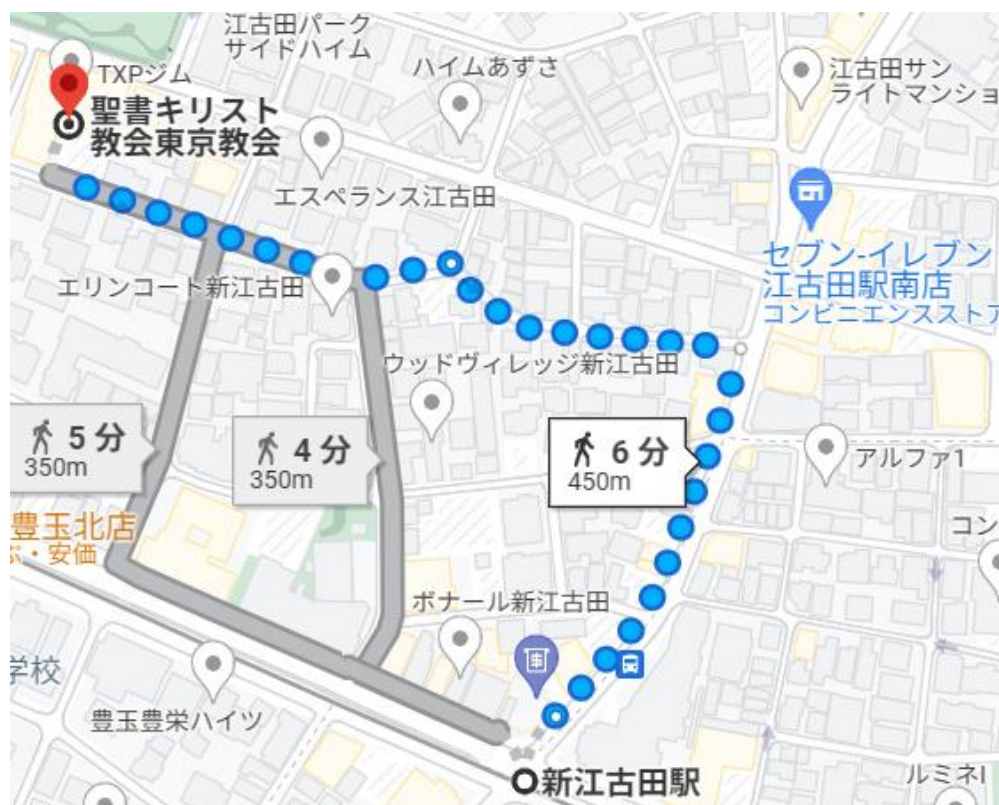 江古田パーク
サイドハイム
TXPジム
聖書キリスト
教会東京教会
ハイムあずさ
江古田サン
ライトマンショ
エスペランス江古田
セブン-イレブン
江古田駅南店
コンビニエンスストア
エリンコート新江古田
ウッドヴィレッジ新江古田
5 分
350m
4 分
350m
6 分
450m
アルファ1
豊玉北店
ぶ・安価
コン
ボナール新江古田
学校
豊玉豊栄ハイツ
新江古田駅
ルミネI